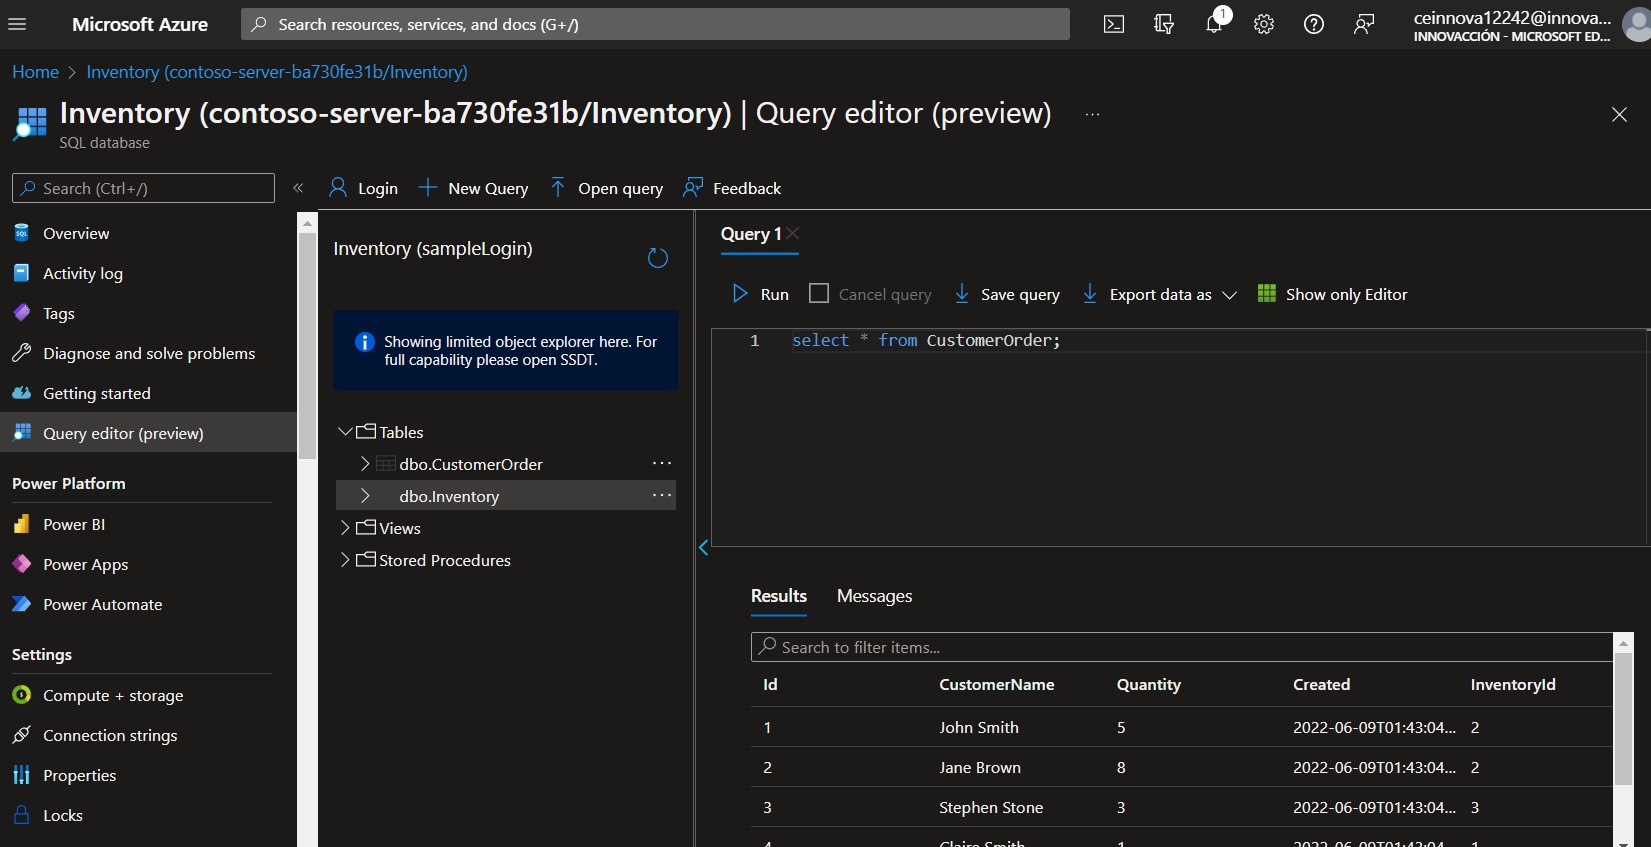 Microsoft Azure
Search resources, services, and docs (G+/)
1
ceinnova12242@innova...
INNOVACCIÓN - MICROSOFT ED...
Home > Inventory (contoso-server-ba730fe31b/Inventory)
Inventory (contoso-server-ba730fe31b/Inventory) | Query editor (preview) ...
SQL database
Search (Ctrl+/)
«
Login
New Query
Open query
Feedback
Overview
Activity log
Tags
Diagnose and solve problems
Getting started
Query editor (preview)
Power Platform
Power BI
Power Apps
Power Automate
Settings
Compute + storage
Connection strings
Properties
Locks
Inventory (sampleLogin)
Showing limited object explorer here. For
full capability please open SSDT.
Tables
dbo.CustomerOrder ...
dbo.Inventory ...
Views
Stored Procedures
Query 1
Run
Cancel query
Save query
Export data as
Show only Editor
1 select * from CustomerOrder;
Results
Messages
Search to filter items...
Id CustomerName Quantity Created InventoryId
1 John Smith 5 2022-06-09T01:43:04... 2
2 Jane Brown 8 2022-06-09T01:43:04... 2
3 Stephen Stone 3 2022-06-09T01:43:04... 3
4 Claire Smith 1 2022-06-09T01:43:04... 1